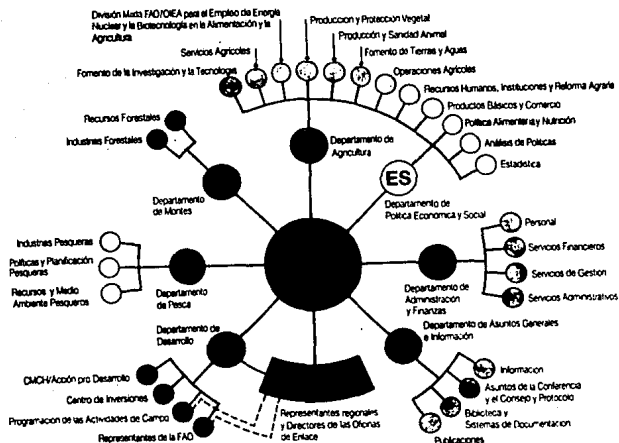 División Mixta FAO/OIEA para el Empleo de Energía
Nuclear y la Biotecnología en la Alimentación y la
Agricultura
Producción y Protección Vegetal
Producción y Sanidad Animal
Servicios Agrícolas
Fomento de Tierras y Aguas
Fomento de la Investigación y la Tecnología
Operaciones Agrícolas
Recursos Humanos, Instituciones y Reforma Agraria
Productos Básicos y Comercio
Política Alimentaria y Nutrición
Análisis de Políticas
Estadística
Recursos Forestales
Industrias Forestales
Departamento de
Agricultura
ES
Departamento
de Montes
Departamento de
Política Económica y Social
Industrias Pesqueras
Políticas y Planificación
Pesqueras
Recursos y Medio
Ambiente Pesqueros
Departamento
de Pesca
Personal
Servicios Financieros
Servicios de Gestión
Servicios Administrativos
Departamento de
Administración
y Finanzas
Departamento de
Desarrollo
Departamento de Asuntos Generales
e Información
CMCH/Acción pro Desarrollo
Centro de Inversiones
Programación de las Actividades de Campo
Representantes de la FAO
Representantes regionales
y Directores de las Oficinas
de Enlace
Información
Asuntos de la Conferencia
y el Consejo y Protocolo
Biblioteca y
Sistemas de Documentación
Publicaciones